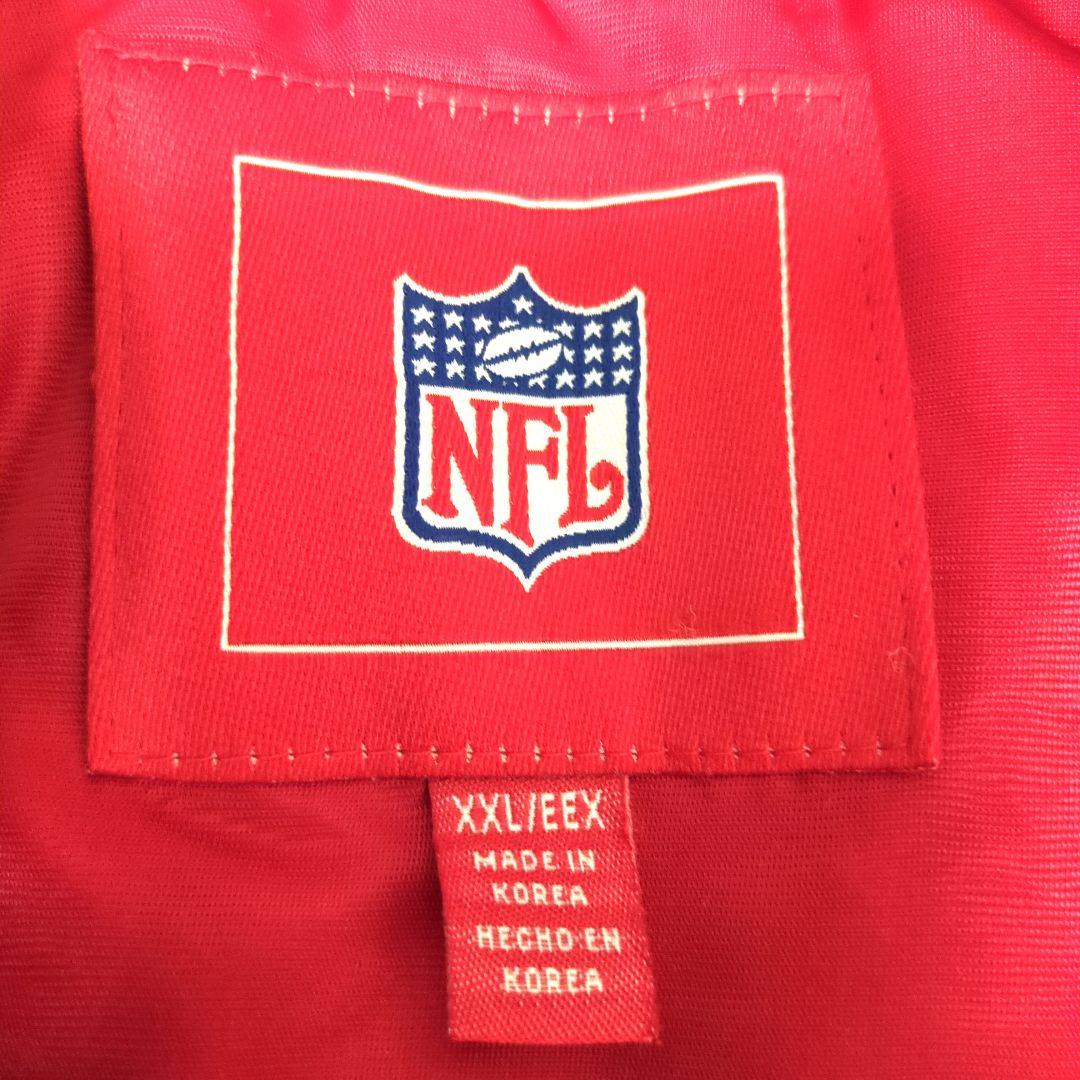 NFL
XXL/EEX
MADE IN
KOREA
HECHO EN
KOREA